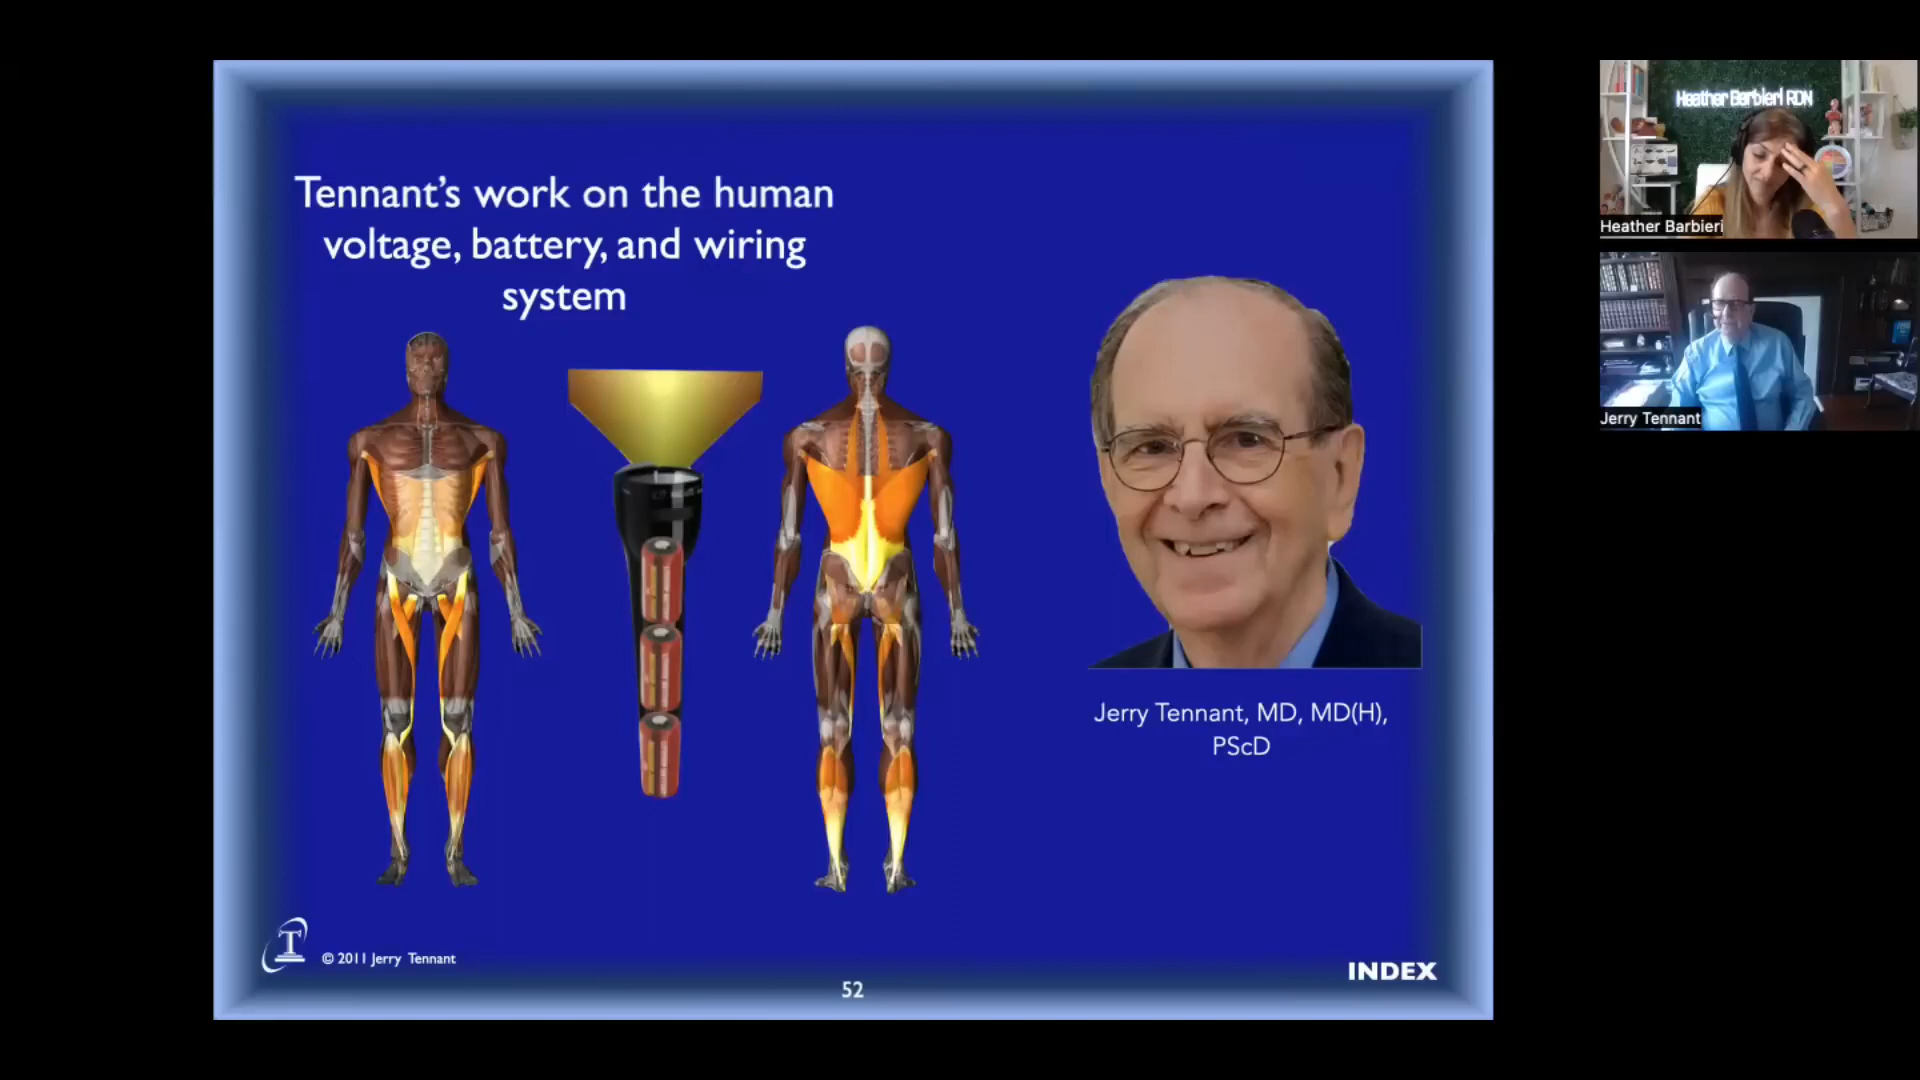 Tennant's work on the human
voltage, battery, and wiring
system
Jerry Tennant, MD, MD(H),
PScD
T
© 2011 Jerry Tennant
52
INDEX
Heather Barbieri RDN
Heather Barbieri
Jerry Tennant